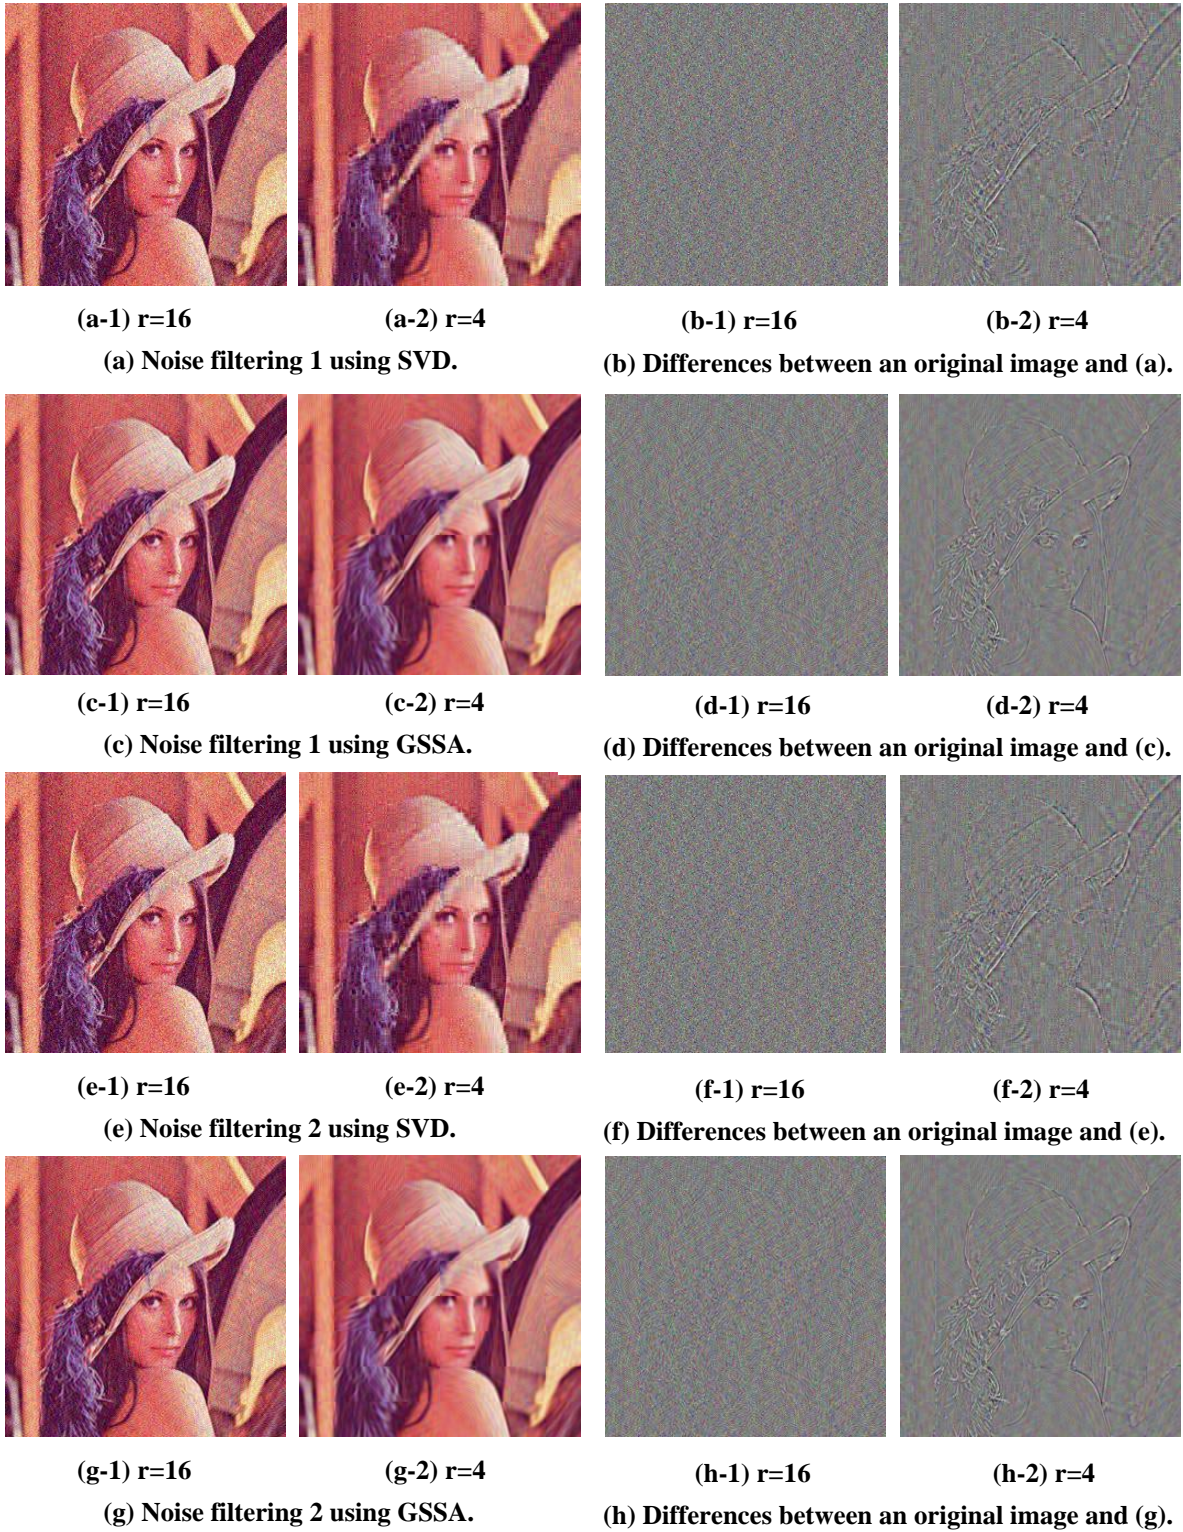 (a-1) r=16
(a-2) r=4
(b-1) r=16
(b-2) r=4
(a) Noise filtering 1 using SVD.
(b) Differences between an original image and (a).
(c-1) r=16
(c-2) r=4
(d-1) r=16
(d-2) r=4
(c) Noise filtering 1 using GSSA.
(d) Differences between an original image and (c).
(e-1) r=16
(e-2) r=4
(f-1) r=16
(f-2) r=4
(e) Noise filtering 2 using SVD.
(f) Differences between an original image and (e).
(g-1) r=16
(g-2) r=4
(h-1) r=16
(h-2) r=4
(g) Noise filtering 2 using GSSA.
(h) Differences between an original image and (g).